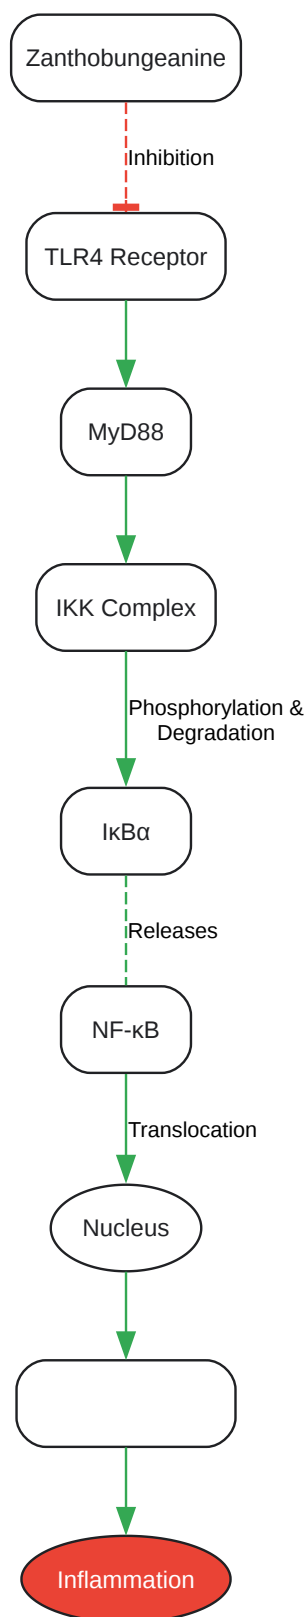 Zanthobungeanine
Inhibition
TLR4 Receptor
MyD88
IKK Complex
Phosphorylation &
Degradation
IκBα
Releases
NF-κB
Translocation
Nucleus
Inflammation